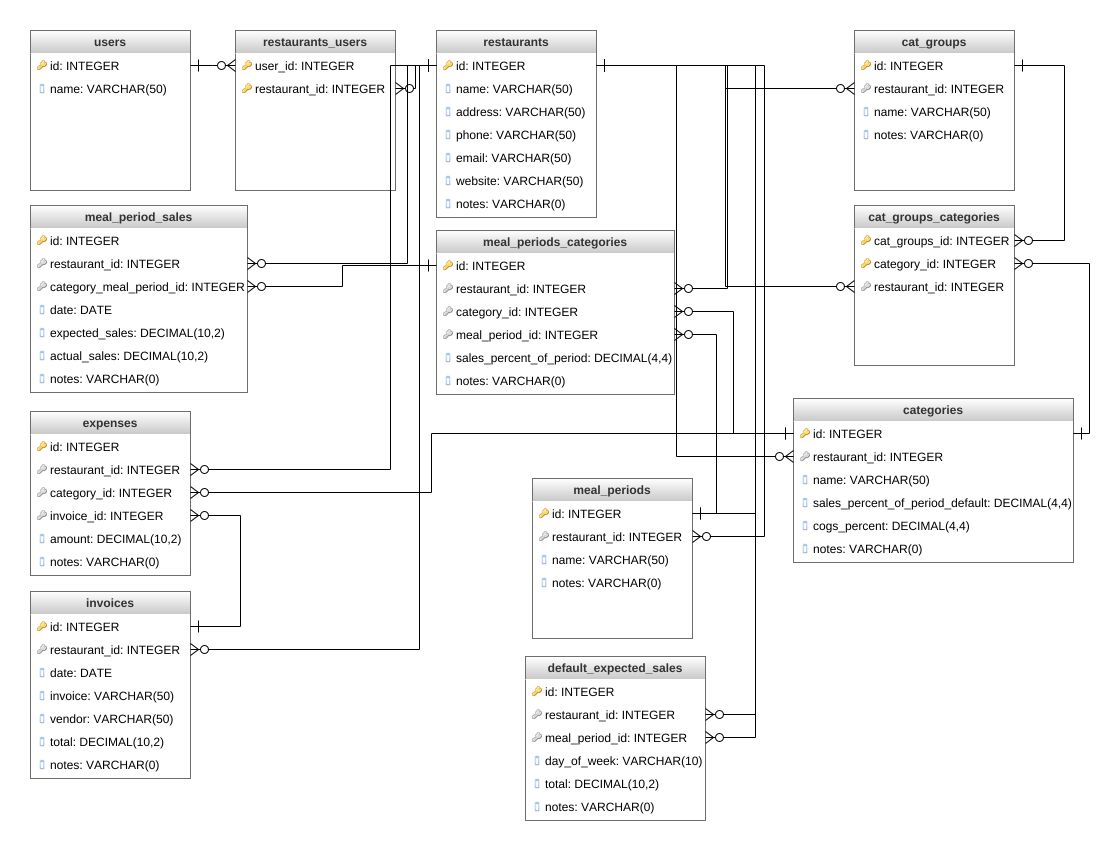 users
id: INTEGER
name: VARCHAR(50)
restaurants_users
user_id: INTEGER
restaurant_id: INTEGER
restaurants
id: INTEGER
name: VARCHAR(50)
address: VARCHAR(50)
phone: VARCHAR(50)
email: VARCHAR(50)
website: VARCHAR(50)
notes: VARCHAR(0)
cat_groups
id: INTEGER
restaurant_id: INTEGER
name: VARCHAR(50)
notes: VARCHAR(0)
meal_period_sales
id: INTEGER
restaurant_id: INTEGER
category_meal_period_id: INTEGER
date: DATE
expected_sales: DECIMAL(10,2)
actual_sales: DECIMAL(10,2)
notes: VARCHAR(0)
meal_periods_categories
id: INTEGER
restaurant_id: INTEGER
category_id: INTEGER
meal_period_id: INTEGER
sales_percent_of_period: DECIMAL(4,4)
notes: VARCHAR(0)
cat_groups_categories
cat_groups_id: INTEGER
category_id: INTEGER
restaurant_id: INTEGER
expenses
id: INTEGER
restaurant_id: INTEGER
category_id: INTEGER
invoice_id: INTEGER
amount: DECIMAL(10,2)
notes: VARCHAR(0)
categories
id: INTEGER
restaurant_id: INTEGER
name: VARCHAR(50)
sales_percent_of_period_default: DECIMAL(4,4)
cogs_percent: DECIMAL(4,4)
notes: VARCHAR(0)
meal_periods
id: INTEGER
restaurant_id: INTEGER
name: VARCHAR(50)
notes: VARCHAR(0)
invoices
id: INTEGER
restaurant_id: INTEGER
date: DATE
invoice: VARCHAR(50)
vendor: VARCHAR(50)
total: DECIMAL(10,2)
notes: VARCHAR(0)
default_expected_sales
id: INTEGER
restaurant_id: INTEGER
meal_period_id: INTEGER
day_of_week: VARCHAR(10)
total: DECIMAL(10,2)
notes: VARCHAR(0)